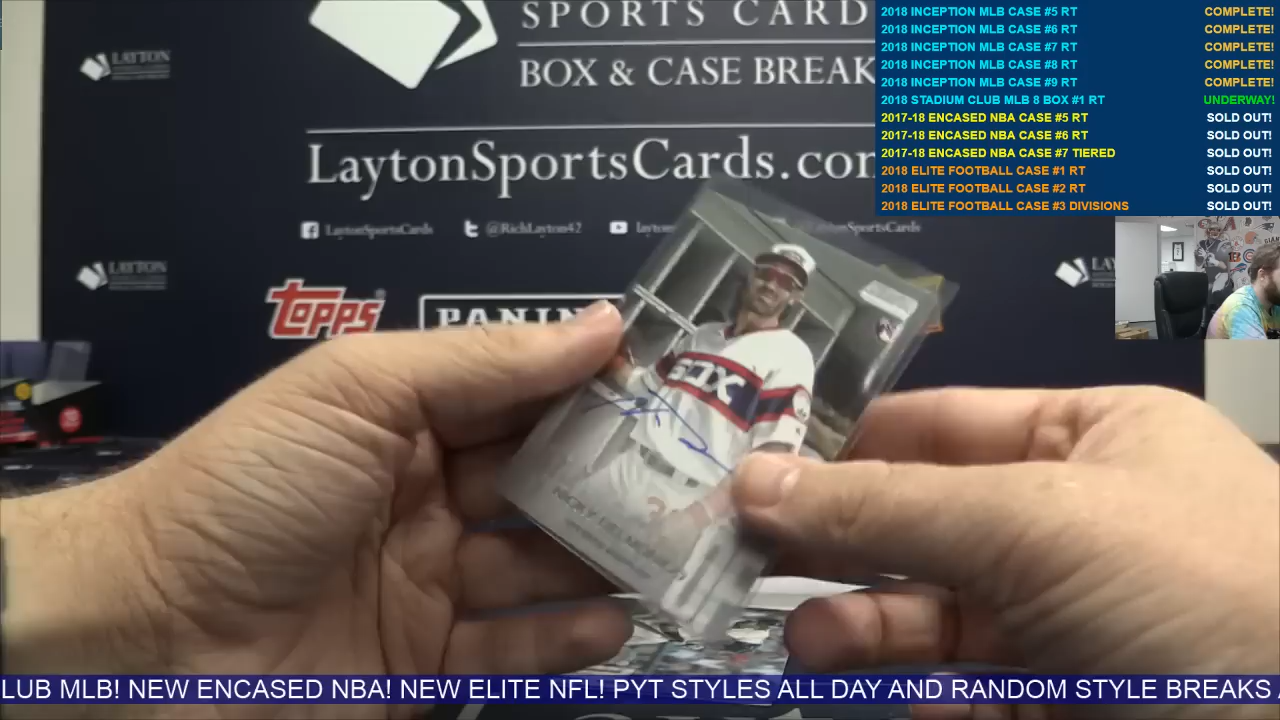 SPORTS CARD
BOX & CASE BREAK
LaytonSportsCards.com
LaytonSportsCards
@RichLayton42
layton
SportsCards
LAYTON
LAYTON
LAY
TOPPS
PANIN
SOX
2018 INCEPTION MLB CASE #5 RT COMPLETE!
2018 INCEPTION MLB CASE #6 RT COMPLETE!
2018 INCEPTION MLB CASE #7 RT COMPLETE!
2018 INCEPTION MLB CASE #8 RT COMPLETE!
2018 INCEPTION MLB CASE #9 RT COMPLETE!
2018 STADIUM CLUB MLB 8 BOX #1 RT UNDERWAY!
2017-18 ENCASED NBA CASE #5 RT SOLD OUT!
2017-18 ENCASED NBA CASE #6 RT SOLD OUT!
2017-18 ENCASED NBA CASE #7 TIERED SOLD OUT!
2018 ELITE FOOTBALL CASE #1 RT SOLD OUT!
2018 ELITE FOOTBALL CASE #2 RT SOLD OUT!
2018 ELITE FOOTBALL CASE #3 DIVISIONS SOLD OUT!
LUB MLB! NEW ENCASED NBA! NEW ELITE NFL! PYT STYLES ALL DAY AND RANDOM STYLE BREAKS